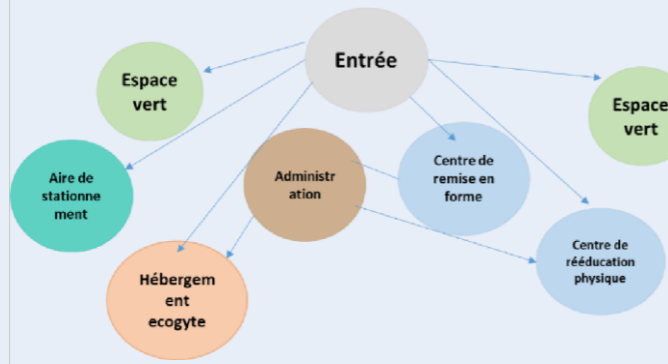 Entrée
Espace
vert
Espace
vert
Aire de
stationne
ment
Administr
ation
Centre de
remise en
forme
Centre de
rééducation
physique
Hébergem
ent
ecogyte